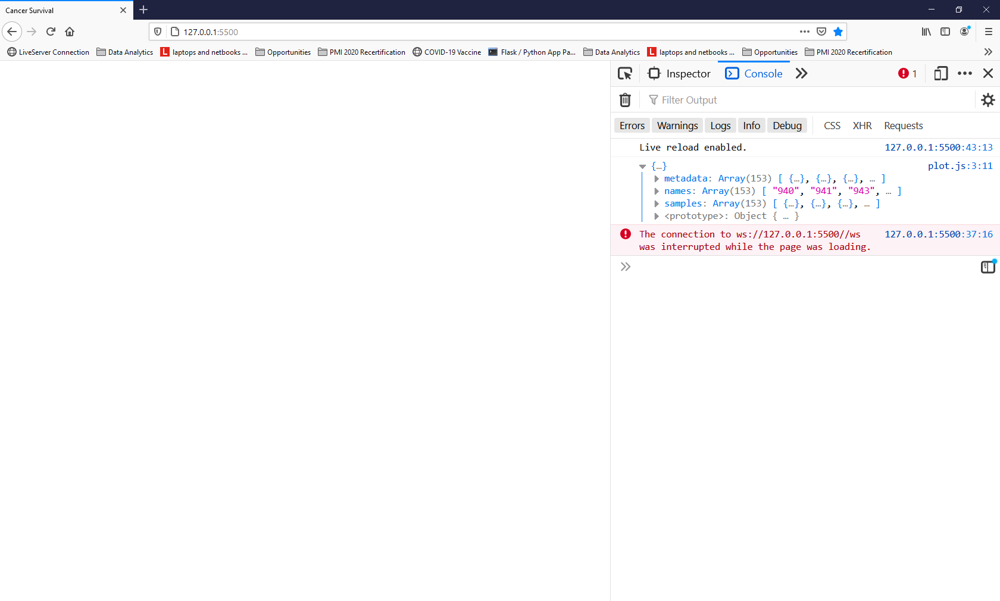 Cancer Survival
127.0.0.1:5500
LiveServer Connection Data Analytics L laptops and netbooks ... Opportunities PMI 2020 Recertification COVID-19 Vaccine Flask / Python App Pa... Data Analytics L laptops and netbooks ... Opportunities PMI 2020 Recertification
Inspector Console 1
Filter Output
Errors Warnings Logs Info Debug CSS XHR Requests
Live reload enabled. 127.0.0.1:5500:43:13
{…} plot.js:3:11
metadata: Array(153) [ {…}, {…}, {…}, … ]
names: Array(153) [ "940", "941", "943", … ]
samples: Array(153) [ {…}, {…}, {…}, … ]
<prototype>: Object { … }
The connection to ws://127.0.0.1:5500//ws 127.0.0.1:5500:37:16
was interrupted while the page was loading.